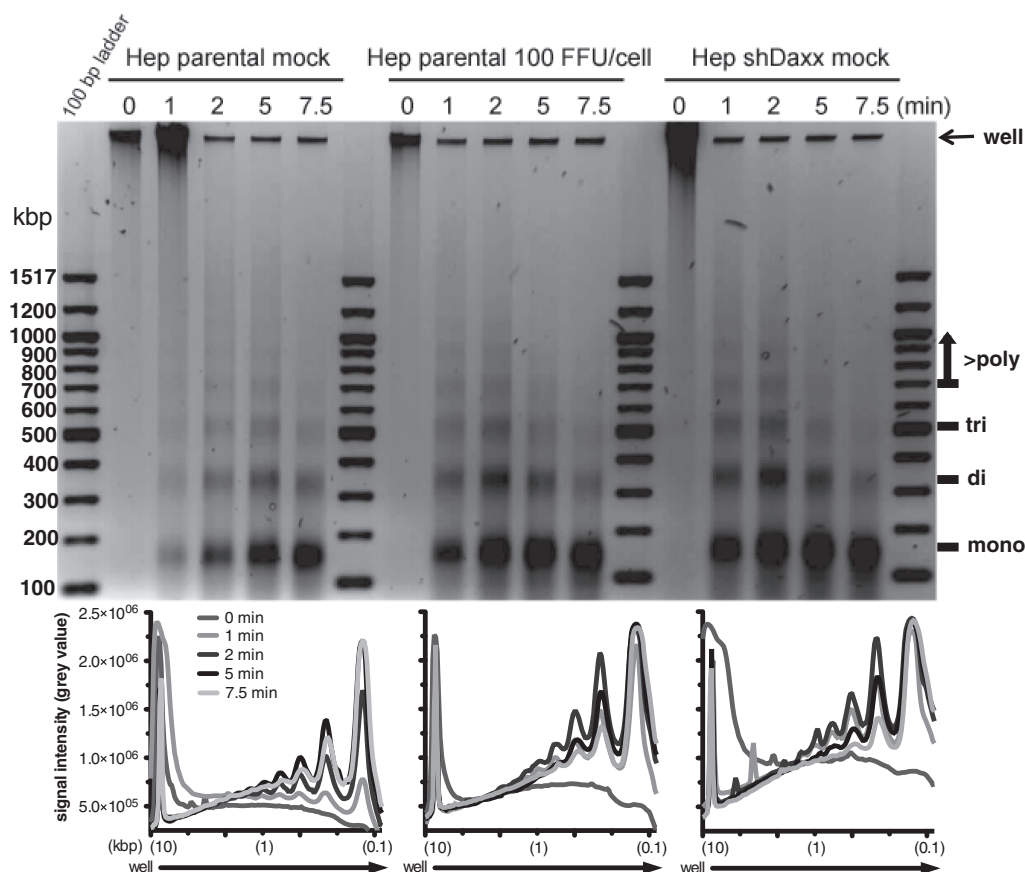 100 bp ladder
Hep parental mock
Hep parental 100 FFU/cell
Hep shDaxx mock
0 1 2 5 7.5 0 1 2 5 7.5 0 1 2 5 7.5 (min)
well
kbp
1517
1200
1000
900
800
700
600
500
400
300
200
100
>poly
tri
di
mono
signal intensity (grey value)
2.5×10⁰⁶
2.0×10⁰⁶
1.5×10⁰⁶
1.0×10⁰⁶
5.0×10⁰⁵
0 min
1 min
2 min
5 min
7.5 min
(kbp) (10) (1) (0.1) (10) (1) (0.1) (10) (1) (0.1)
well well well